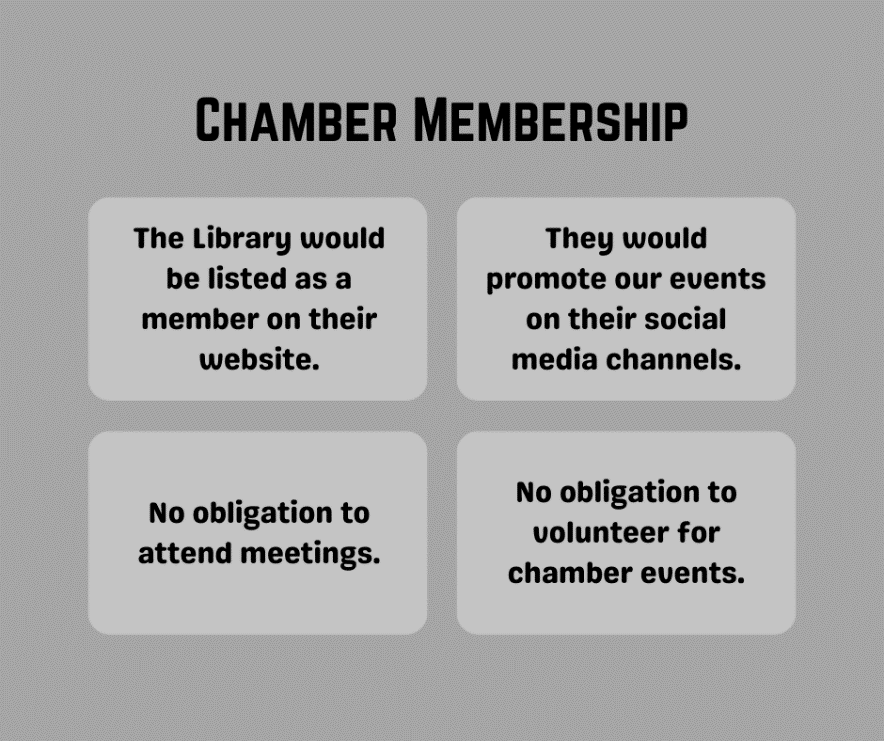 Chamber Membership
The Library would
be listed as a
member on their
website.
They would
promote our events
on their social
media channels.
No obligation to
attend meetings.
No obligation to
volunteer for
chamber events.